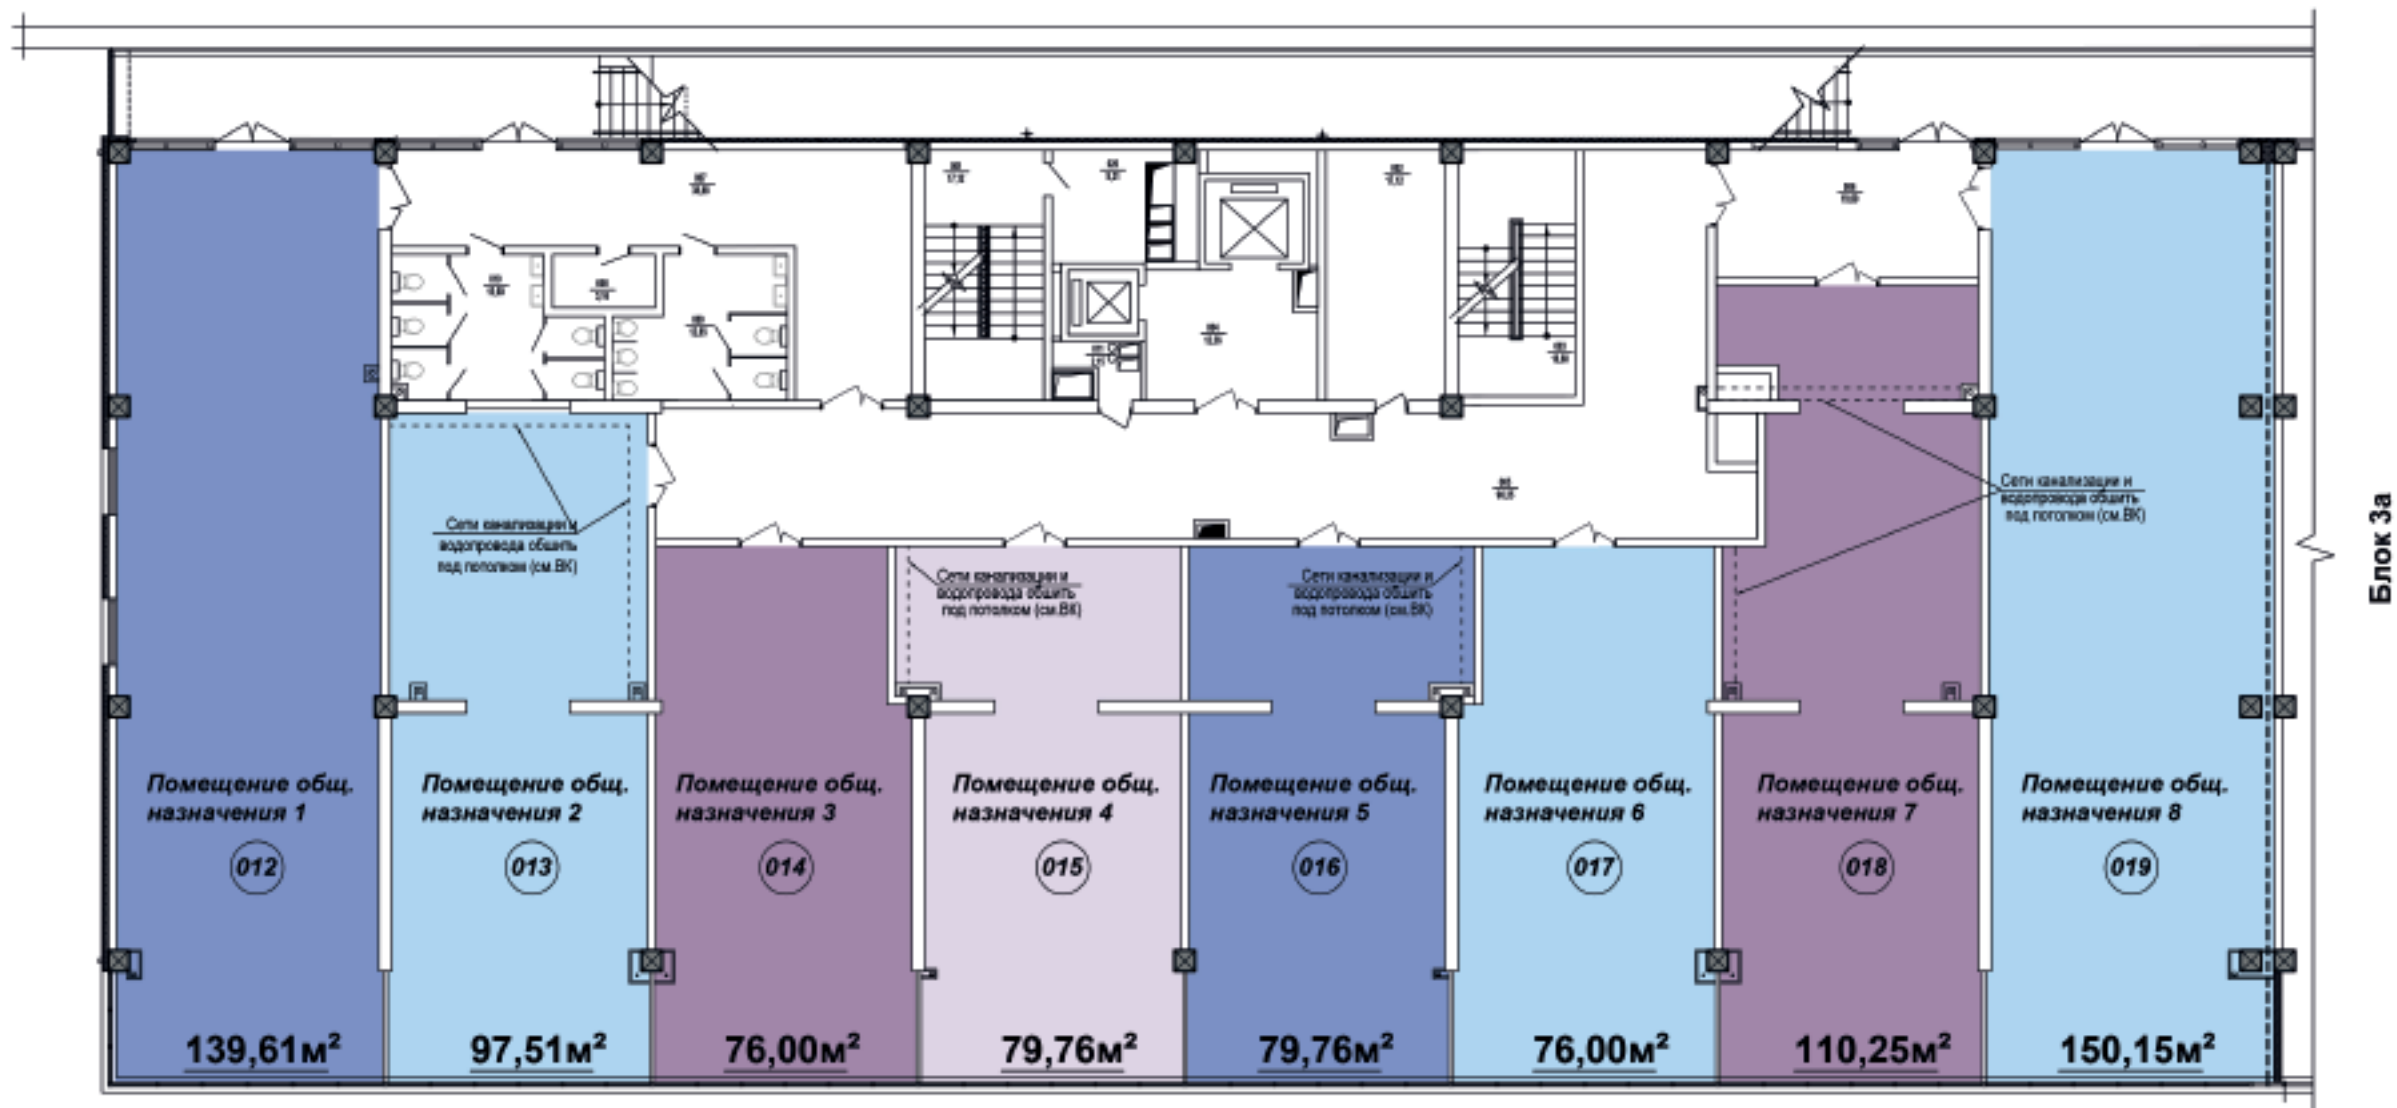 Сети канализации и
водопровода обшить
под потолком (см.ВК)
Сети канализации и
водопровода обшить
под потолком (см.ВК)
Сети канализации и
водопровода обшить
под потолком (см.ВК)
Сети канализации и
водопровода обшить
под потолком (см.ВК)
Блок 3а
Помещение общ.
назначения 1
012
139,61м²
Помещение общ.
назначения 2
013
97,51м²
Помещение общ.
назначения 3
014
76,00м²
Помещение общ.
назначения 4
015
79,76м²
Помещение общ.
назначения 5
016
79,76м²
Помещение общ.
назначения 6
017
76,00м²
Помещение общ.
назначения 7
018
110,25м²
Помещение общ.
назначения 8
019
150,15м²